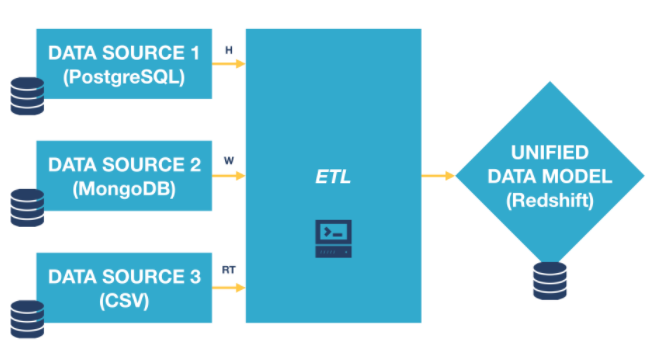 DATA SOURCE 1
(PostgreSQL)
H
DATA SOURCE 2
(MongoDB)
W
DATA SOURCE 3
(CSV)
RT
ETL
UNIFIED
DATA MODEL
(Redshift)